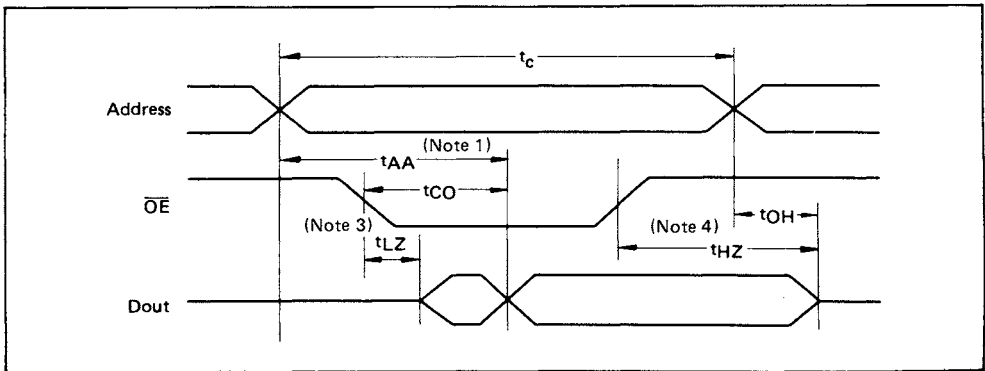 tc
Address
(Note 1)
tAA
OE
tCO
(Note 3)
tLZ
(Note 4)
tOH
tHZ
Dout